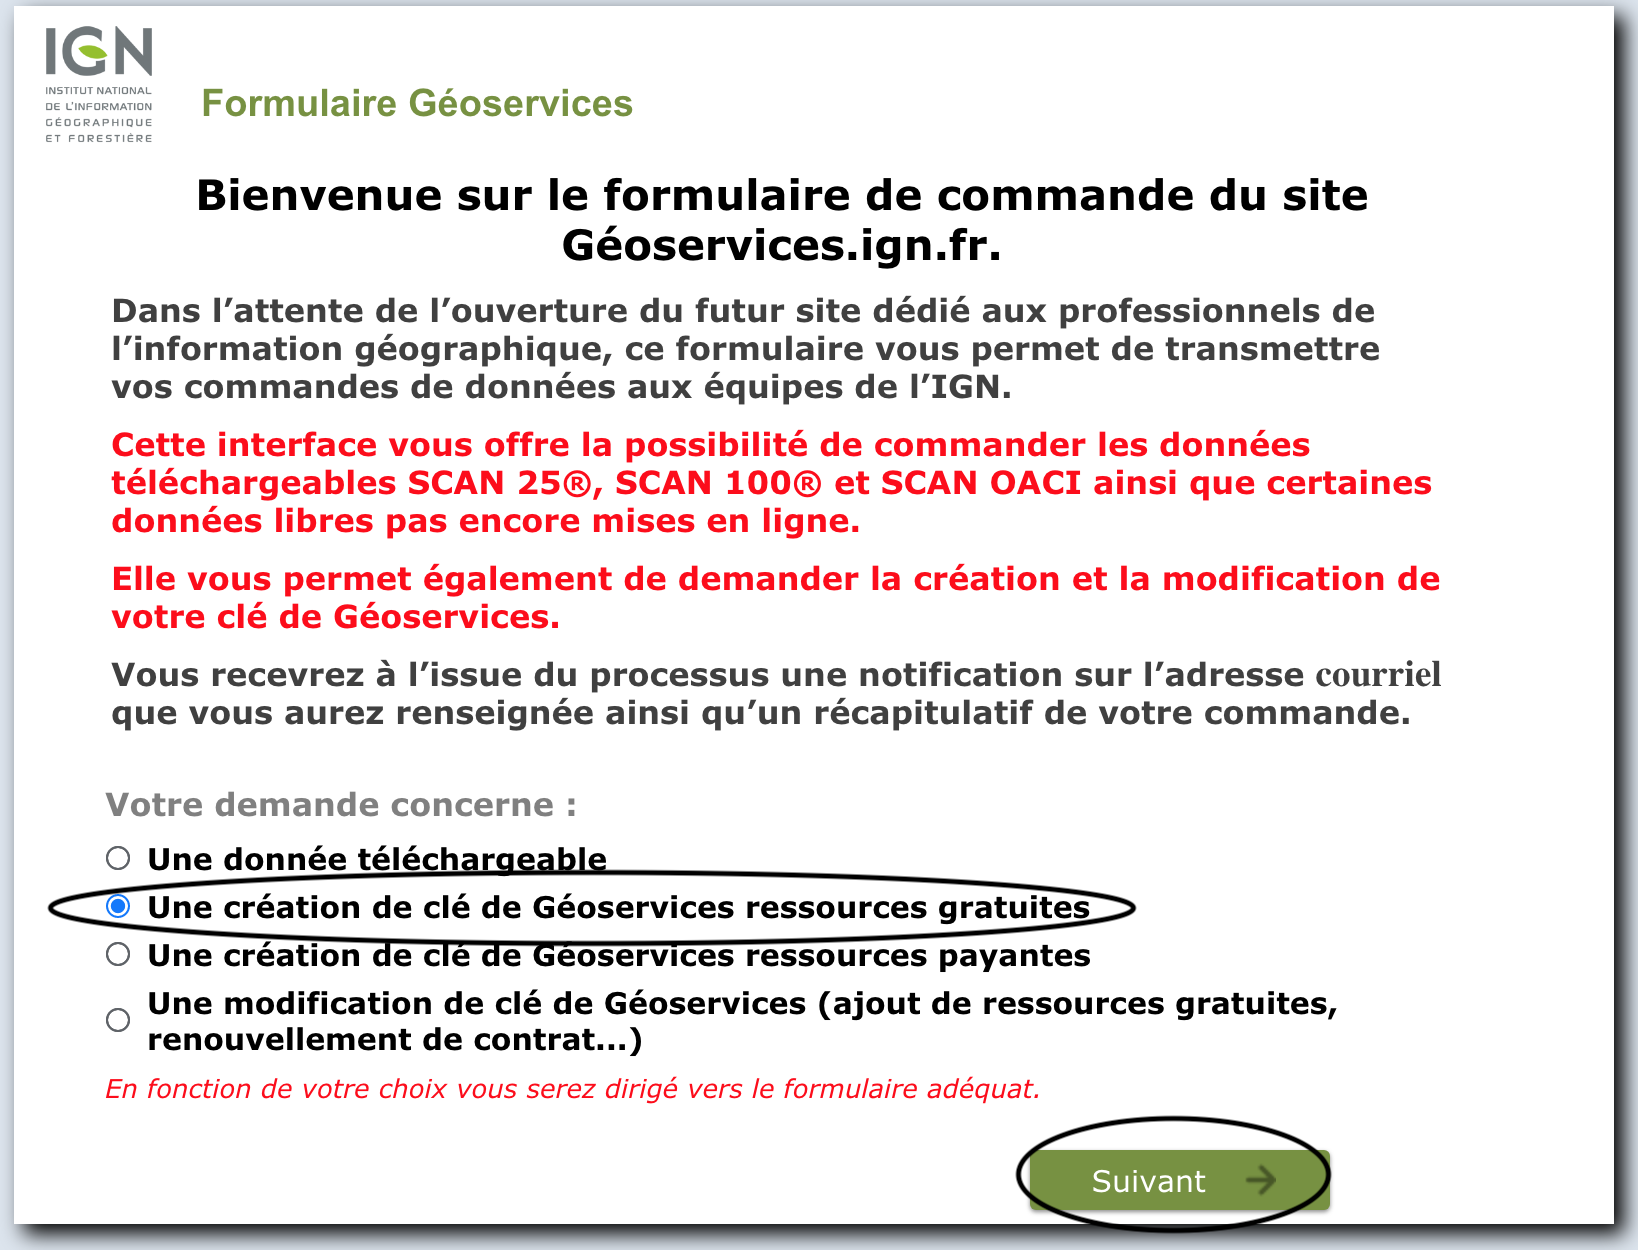 IGN
INSTITUT NATIONAL
DE L'INFORMATION
GÉOGRAPHIQUE
ET FORESTIÈRE
Formulaire Géoservices
Bienvenue sur le formulaire de commande du site
Géoservices.ign.fr.
Dans l’attente de l’ouverture du futur site dédié aux professionnels de
l’information géographique, ce formulaire vous permet de transmettre
vos commandes de données aux équipes de l’IGN.
Cette interface vous offre la possibilité de commander les données
téléchargeables SCAN 25®, SCAN 100® et SCAN OACI ainsi que certaines
données libres pas encore mises en ligne.
Elle vous permet également de demander la création et la modification de
votre clé de Géoservices.
Vous recevrez à l’issue du processus une notification sur l’adresse courriel
que vous aurez renseignée ainsi qu’un récapitulatif de votre commande.
Votre demande concerne :
Une donnée téléchargeable
Une création de clé de Géoservices ressources gratuites
Une création de clé de Géoservices ressources payantes
Une modification de clé de Géoservices (ajout de ressources gratuites,
renouvellement de contrat...)
En fonction de votre choix vous serez dirigé vers le formulaire adéquat.
Suivant